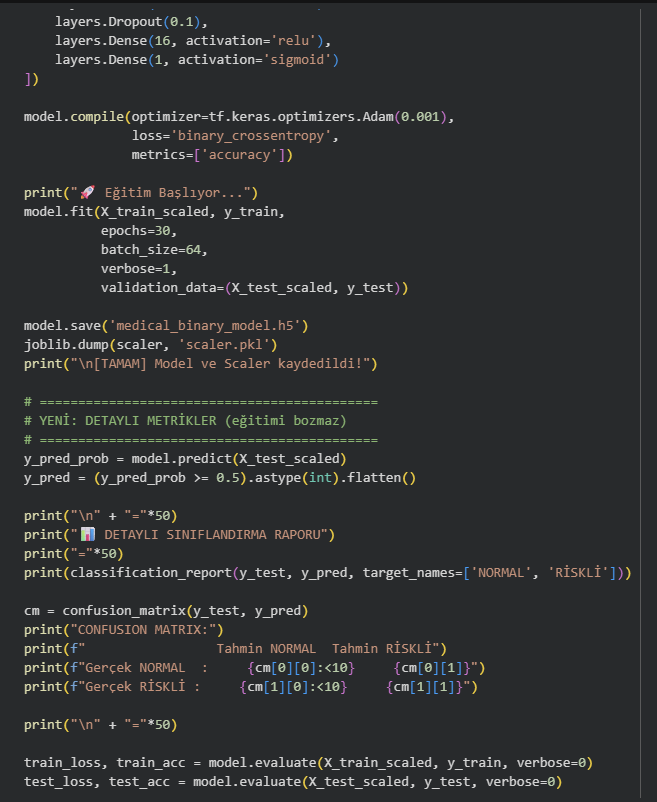 layers.Dropout(0.1),
    layers.Dense(16, activation='relu'),
    layers.Dense(1, activation='sigmoid')
])

model.compile(optimizer=tf.keras.optimizers.Adam(0.001),
              loss='binary_crossentropy',
              metrics=['accuracy'])

print("🚀 Eğitim Başlıyor...")
model.fit(X_train_scaled, y_train,
          epochs=30,
          batch_size=64,
          verbose=1,
          validation_data=(X_test_scaled, y_test))

model.save('medical_binary_model.h5')
joblib.dump(scaler, 'scaler.pkl')
print("\n[TAMAM] Model ve Scaler kaydedildi!")

# ============================================
# YENİ: DETAYLI METRİKLER (eğitimi bozmaz)
# ============================================
y_pred_prob = model.predict(X_test_scaled)
y_pred = (y_pred_prob >= 0.5).astype(int).flatten()

print("\n" + "="*50)
print("📊 DETAYLI SINIFLANDIRMA RAPORU")
print("="*50)
print(classification_report(y_test, y_pred, target_names=['NORMAL', 'RİSKLİ']))

cm = confusion_matrix(y_test, y_pred)
print("CONFUSION MATRIX:")
print(f"                 Tahmin NORMAL  Tahmin RİSKLİ")
print(f"Gerçek NORMAL  :     {cm[0][0]:<10}     {cm[0][1]}")
print(f"Gerçek RİSKLİ :     {cm[1][0]:<10}     {cm[1][1]}")

print("\n" + "="*50)

train_loss, train_acc = model.evaluate(X_train_scaled, y_train, verbose=0)
test_loss, test_acc = model.evaluate(X_test_scaled, y_test, verbose=0)